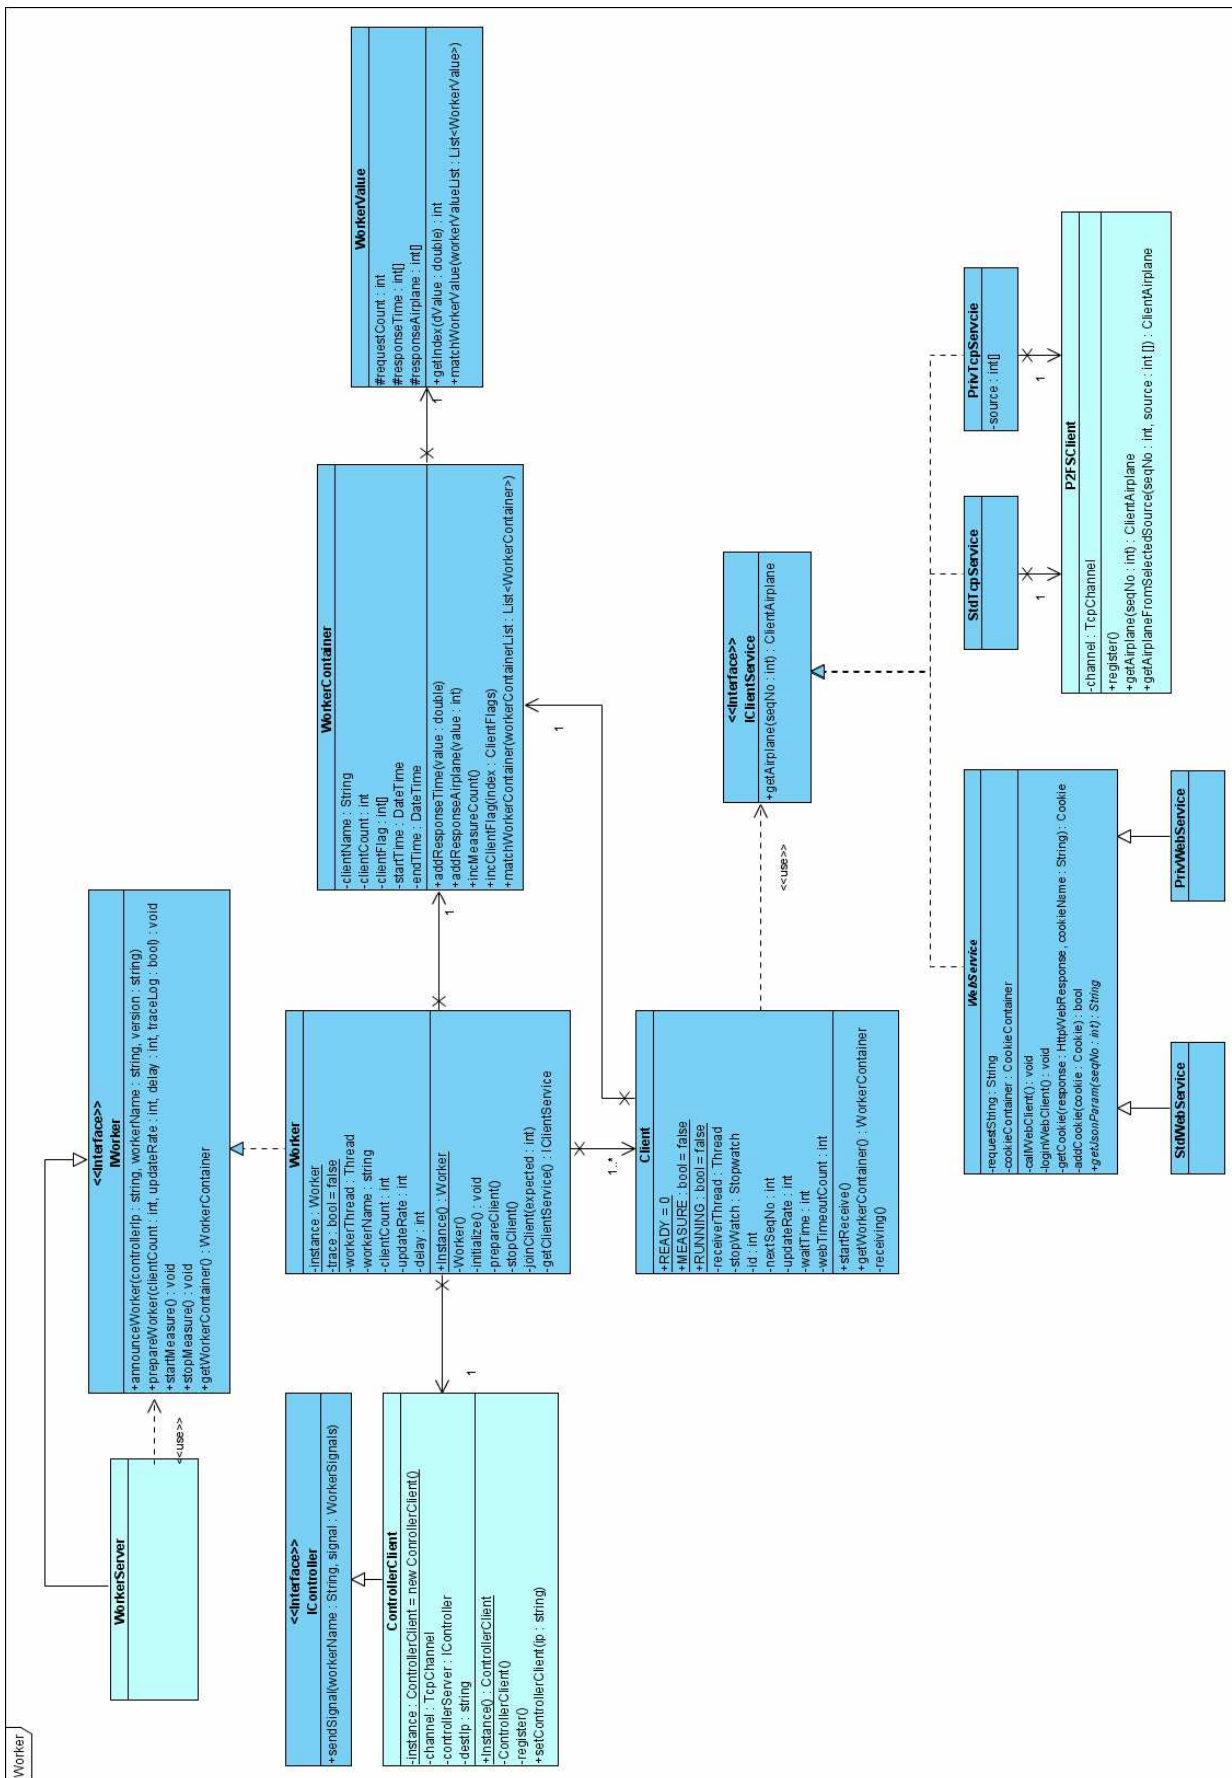 Worker
WorkerServer
<<use>>
<<Interface>>
IWorker
+announceWorker(controllerIp : string, workerName : string, version : string)
+prepareWorker(clientCount : int, updateRate : int, delay : int, traceLog : bool) : void
+startMeasure() : void
+stopMeasure() : void
+getWorkerContainer() : WorkerContainer
<<Interface>>
IController
+sendSignal(workerName : String, signal : WorkerSignals)
ControllerClient
-instance : ControllerClient = new ConrollerClient()
-channel : TcpChannel
-controllerServer : IController
-destIp : string
+Instance() : ControllerClient
-ControllerClient()
-register()
+setControllerClient(ip : string)
1
Worker
-instance : Worker
-trace : bool = false
-workerThread : Thread
-workerName : string
-clientCount : int
-updateRate : int
-delay : int
+Instance() : Worker
-Worker()
-initialize() : void
-prepareClient()
-stopClient()
-joinClient(expected : int)
-getClientService() : IClientService
1..*
Client
+READY = 0
+MEASURE : bool = false
+RUNNING : bool = false
-receiverThread : Thread
-stopWatch : Stopwatch
-id : int
-nextSeqNo : int
-updateRate : int
-waitTime : int
-webTimeoutCount : int
+startReceive()
+getWorkerContainer() : WorkerContainer
-receiving()
1
WorkerContainer
-clientName : String
-clientCount : int
-clientFlag : int[]
-startTime : DateTime
-endTime : DateTime
+addResponseTime(value : double)
+addResponseAirplane(value : int)
+incMeasureCount()
+incClientFlag(index : ClientFlags)
+matchWorkerContainer(workerContainerList : List<WorkerContainer>)
1
1
WorkerValue
#requestCount : int
#responseTime : int[]
#responseAirplane : int[]
+getIndex(dValue : double) : int
+matchWorkerValue(workerValueList : List<WorkerValue>)
<<use>>
<<Interface>>
IClientService
+getAirplane(seqNo : int) : ClientAirplane
WebService
-requestString : String
-cookieContainer : CookieContainer
-callWebClient() : void
-loginWebClient() : void
-getCookie(response : HttpWebResponse, cookieName : String) : Cookie
-addCookie(cookie : Cookie) : bool
+getJsonParam(seqNo : int) : String
StdWebService
PrivWebService
StdTcpService
PrivTcpServcie
-source : int[]
1
1
P2FSClient
-channel : TcpChannel
+register()
+getAirplane(seqNo : int) : ClientAirplane
+getAirplaneFromSelectedSource(seqNo : int, source : int []) : ClientAirplane